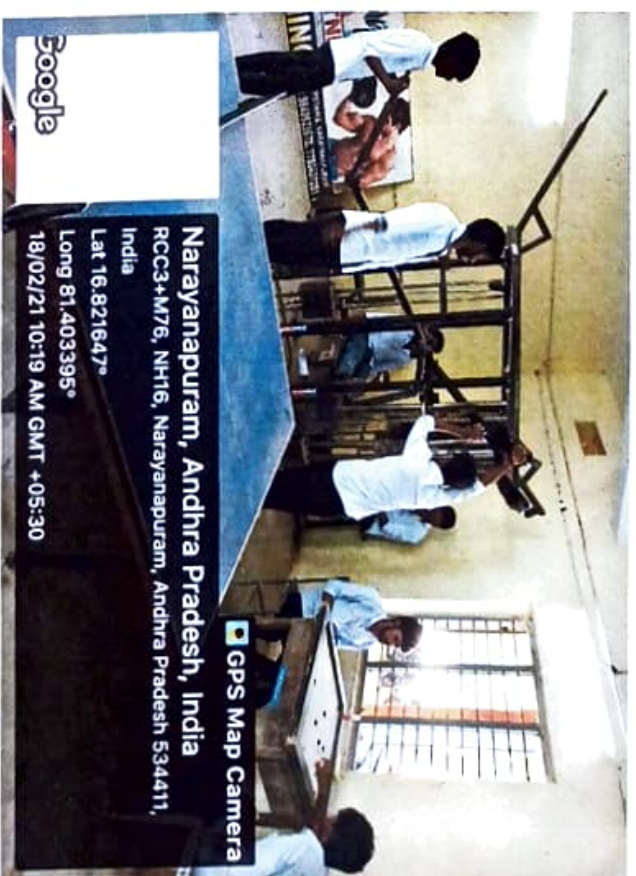 GPS Map Camera
Narayanapuram, Andhra Pradesh, India
RCC3+M76, NH16, Narayanapuram, Andhra Pradesh 534411,
India
Lat 16.821647°
Long 81.403395°
18/02/21 10:19 AM GMT +05:30
Google